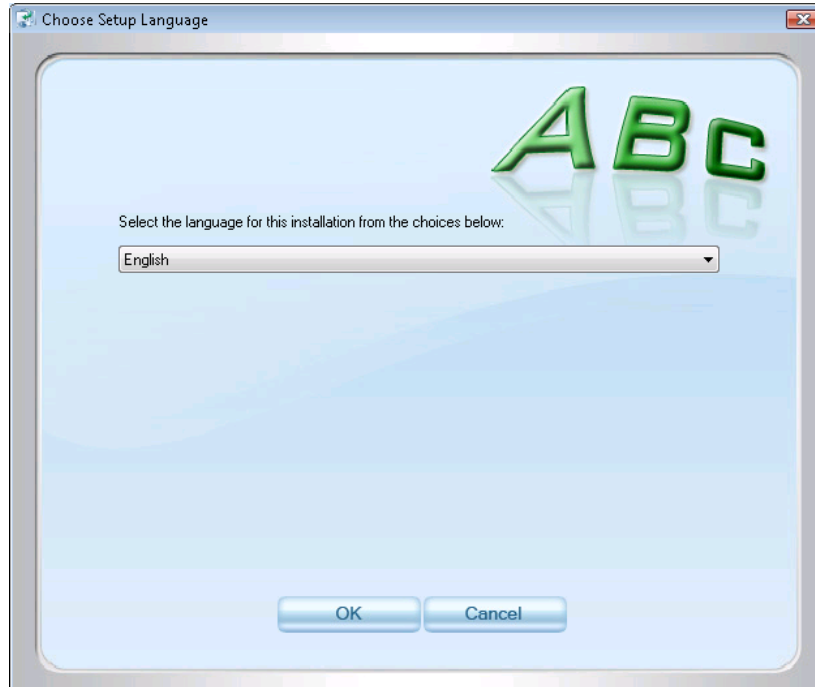 Choose Setup Language
ABC
Select the language for this installation from the choices below:
English
OK Cancel